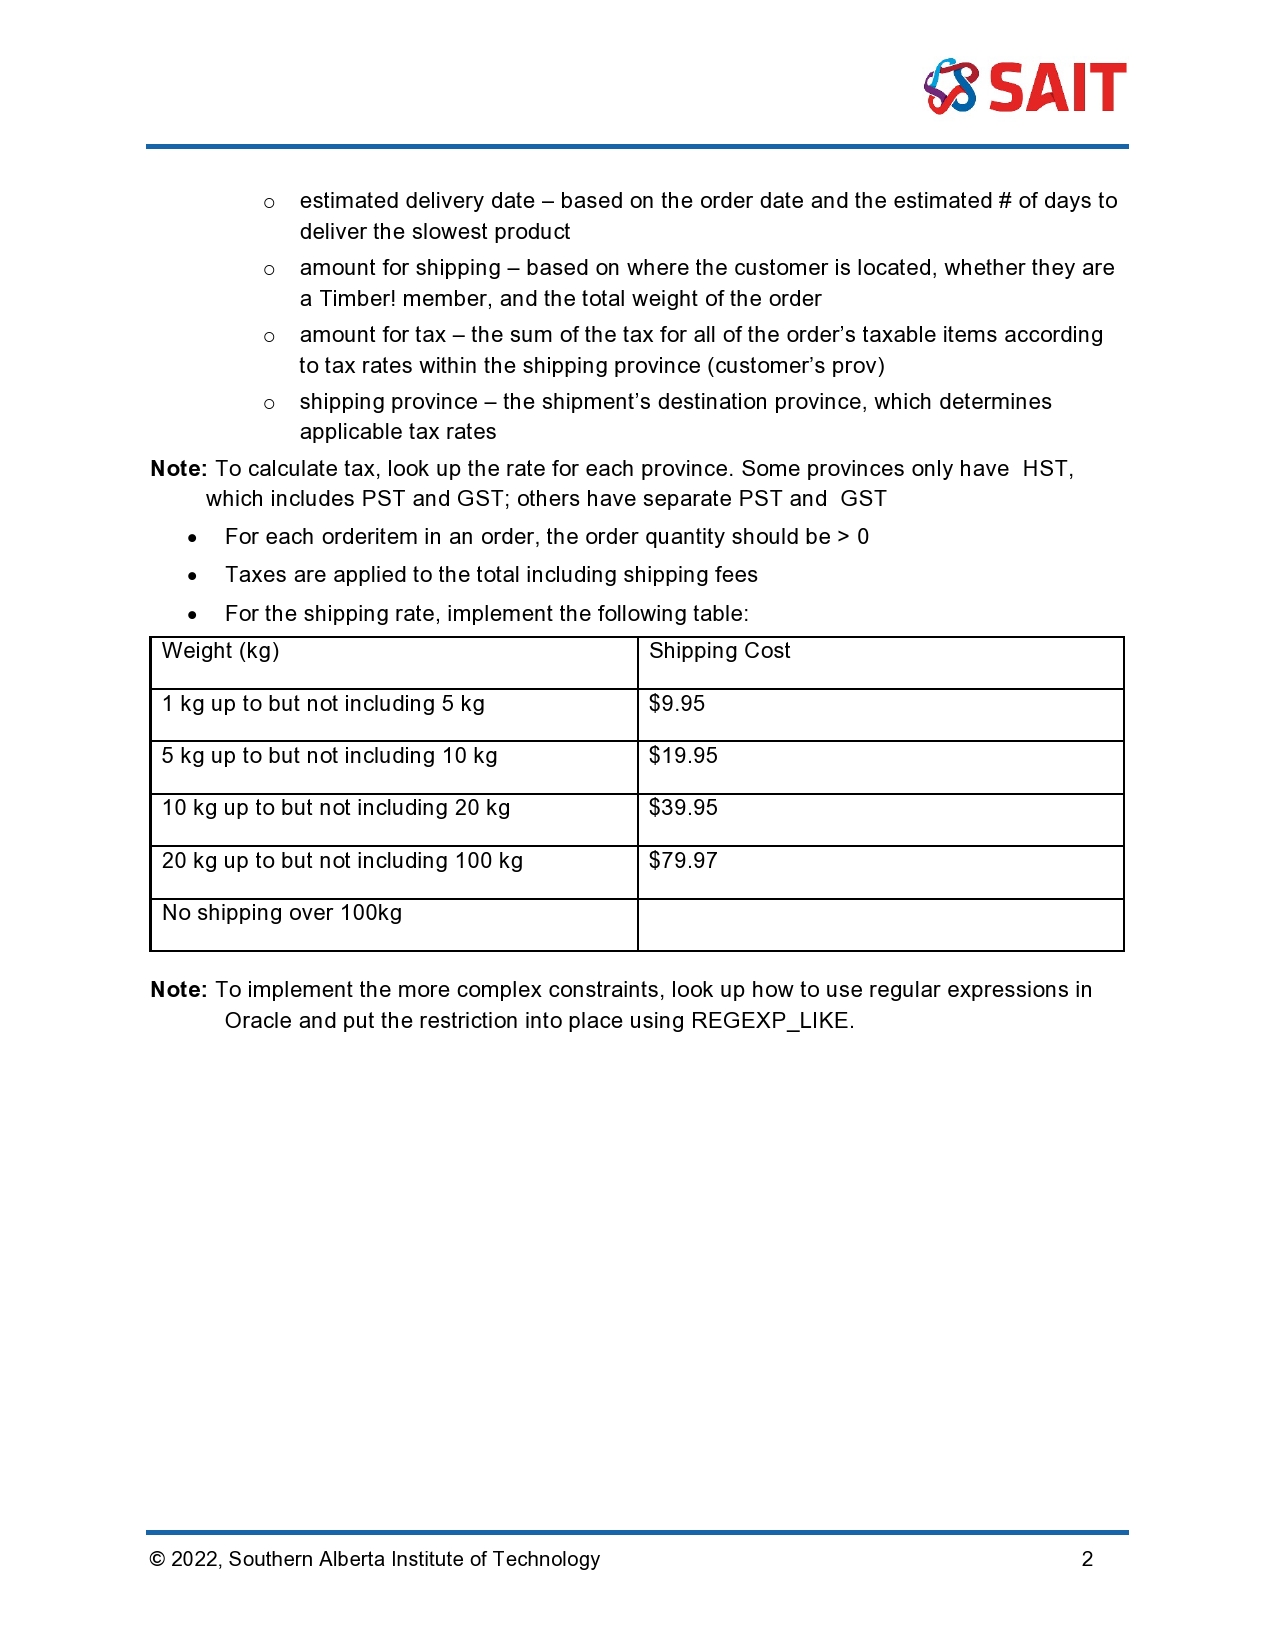 SAIT
o estimated delivery date – based on the order date and the estimated # of days to
deliver the slowest product
o amount for shipping – based on where the customer is located, whether they are
a Timber! member, and the total weight of the order
o amount for tax – the sum of the tax for all of the order’s taxable items according
to tax rates within the shipping province (customer’s prov)
o shipping province – the shipment’s destination province, which determines
applicable tax rates
Note: To calculate tax, look up the rate for each province. Some provinces only have HST,
which includes PST and GST; others have separate PST and GST
• For each orderitem in an order, the order quantity should be > 0
• Taxes are applied to the total including shipping fees
• For the shipping rate, implement the following table:
Weight (kg) Shipping Cost
1 kg up to but not including 5 kg $9.95
5 kg up to but not including 10 kg $19.95
10 kg up to but not including 20 kg $39.95
20 kg up to but not including 100 kg $79.97
No shipping over 100kg
Note: To implement the more complex constraints, look up how to use regular expressions in
Oracle and put the restriction into place using REGEXP_LIKE.
© 2022, Southern Alberta Institute of Technology 2